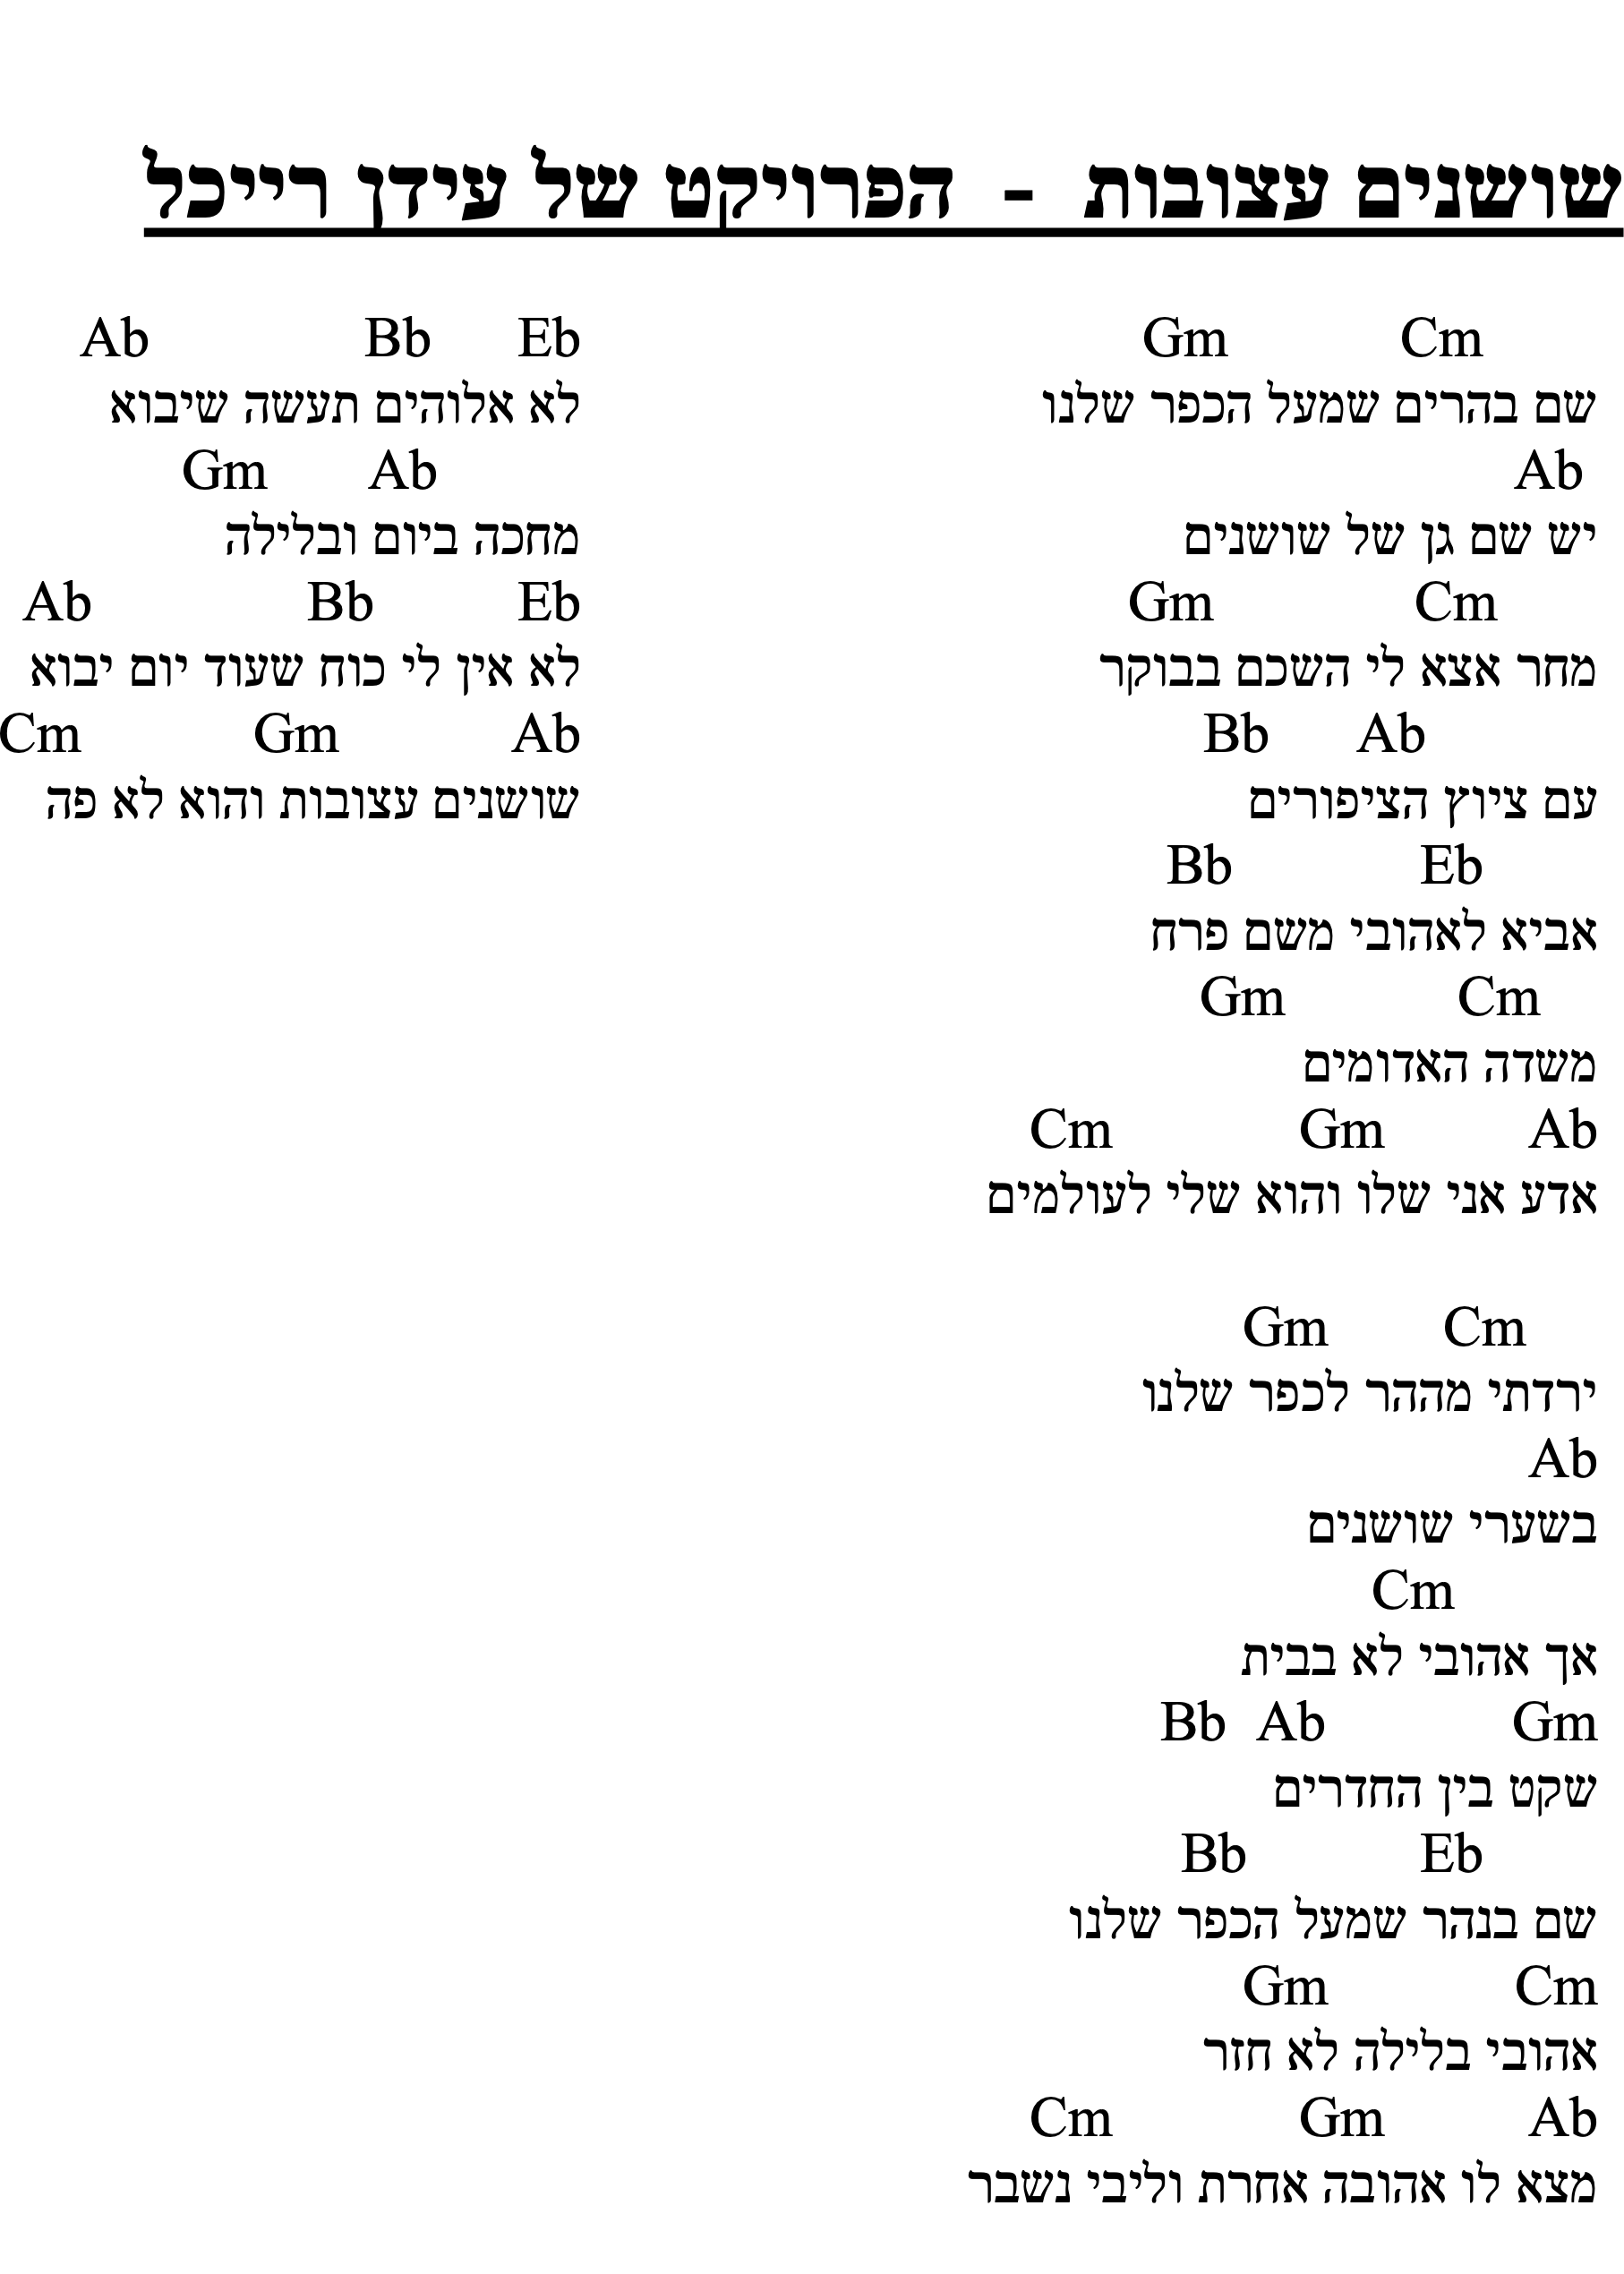 שושנים עצובות - הפרויקט של עידן רייכל
Gm Cm
שם בהרים שמעל הכפר שלנו
Ab
יש שם גן של שושנים
Gm Cm
מחר אצא לי השכם בבוקר
Bb Ab
עם ציוץ הציפורים
Bb Eb
אביא לאהובי משם פרח
Gm Cm
משדה האדומים
Cm Gm Ab
אדע אני שלו והוא שלי לעולמים
Gm Cm
ירדתי מההר לכפר שלנו
Ab
בשערי שושנים
Cm
אך אהובי לא בבית
Bb Ab Gm
שקט בין החדרים
Bb Eb
שם בנהר שמעל הכפר שלנו
Gm Cm
אהובי בלילה לא חזר
Cm Gm Ab
מצא לו אהובה אחרת וליבי נשבר
Ab Bb Eb
לא אלוהים תעשה שיבוא
Gm Ab
מחכה ביום ובלילה
Ab Bb Eb
לא אין לי כוח שעוד יום יבוא
Cm Gm Ab
שושנים עצובות והוא לא פה